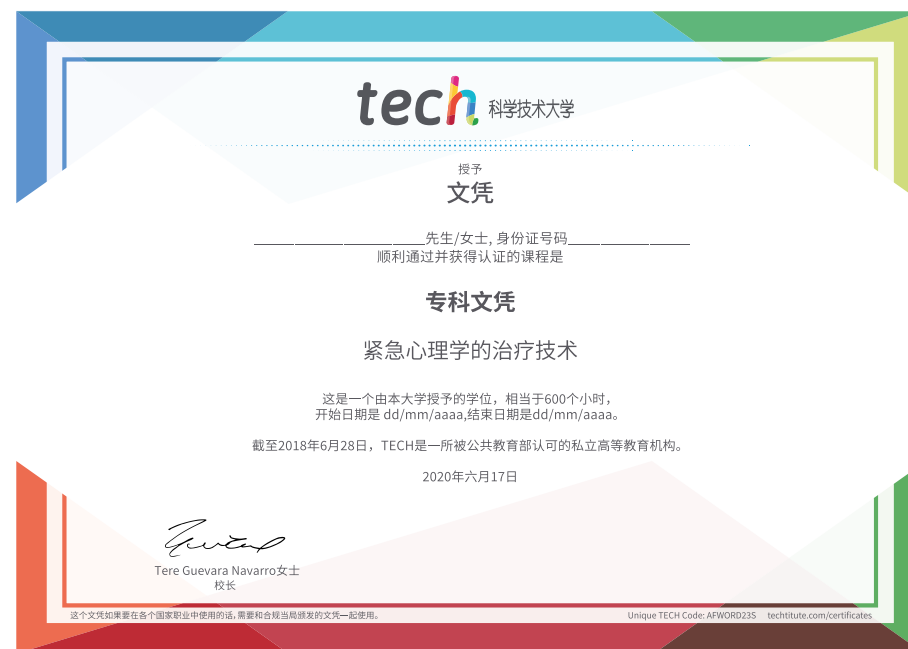 tech 科学技术大学
授予
文凭
____________________先生/女士, 身份证号码_______________
顺利通过并获得认证的课程是
专科文凭
紧急心理学的治疗技术
这是一个由本大学授予的学位，相当于600个小时，
开始日期是 dd/mm/aaaa,结束日期是dd/mm/aaaa。
截至2018年6月28日，TECH是一所被公共教育部认可的私立高等教育机构。
2020年六月17日
Tere Guevara Navarro女士
校长
这个文凭如果要在各个国家职业中使用的话,需要和合规当局颁发的文凭一起使用。
Unique TECH Code: AFWORD23S techtitute.com/certificates